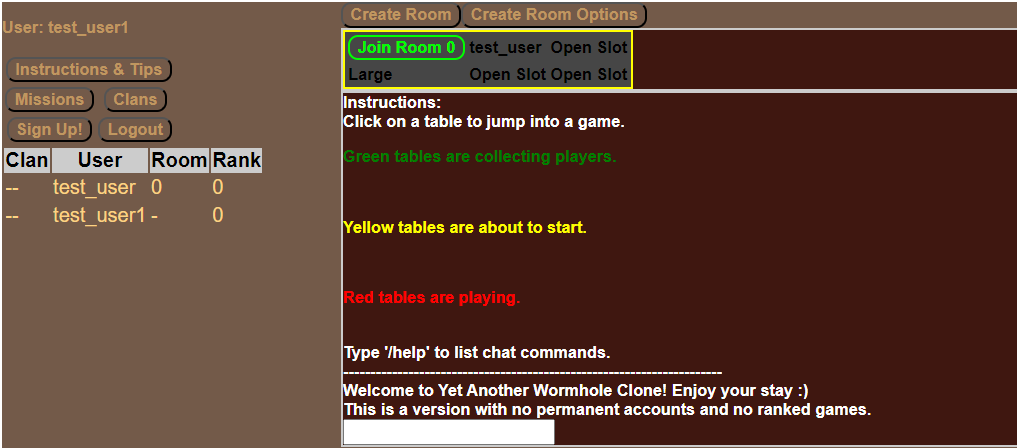 User: test_user1
Instructions & Tips
Missions Clans
Sign Up! Logout
Clan User Room Rank
-- test_user 0 0
-- test_user1 - 0
Create Room Create Room Options
Join Room 0 test_user Open Slot
Large Open Slot Open Slot
Instructions:
Click on a table to jump into a game.
Green tables are collecting players.
Yellow tables are about to start.
Red tables are playing.
Type '/help' to list chat commands.
----------------------------------------------------------------------
Welcome to Yet Another Wormhole Clone! Enjoy your stay :)
This is a version with no permanent accounts and no ranked games.